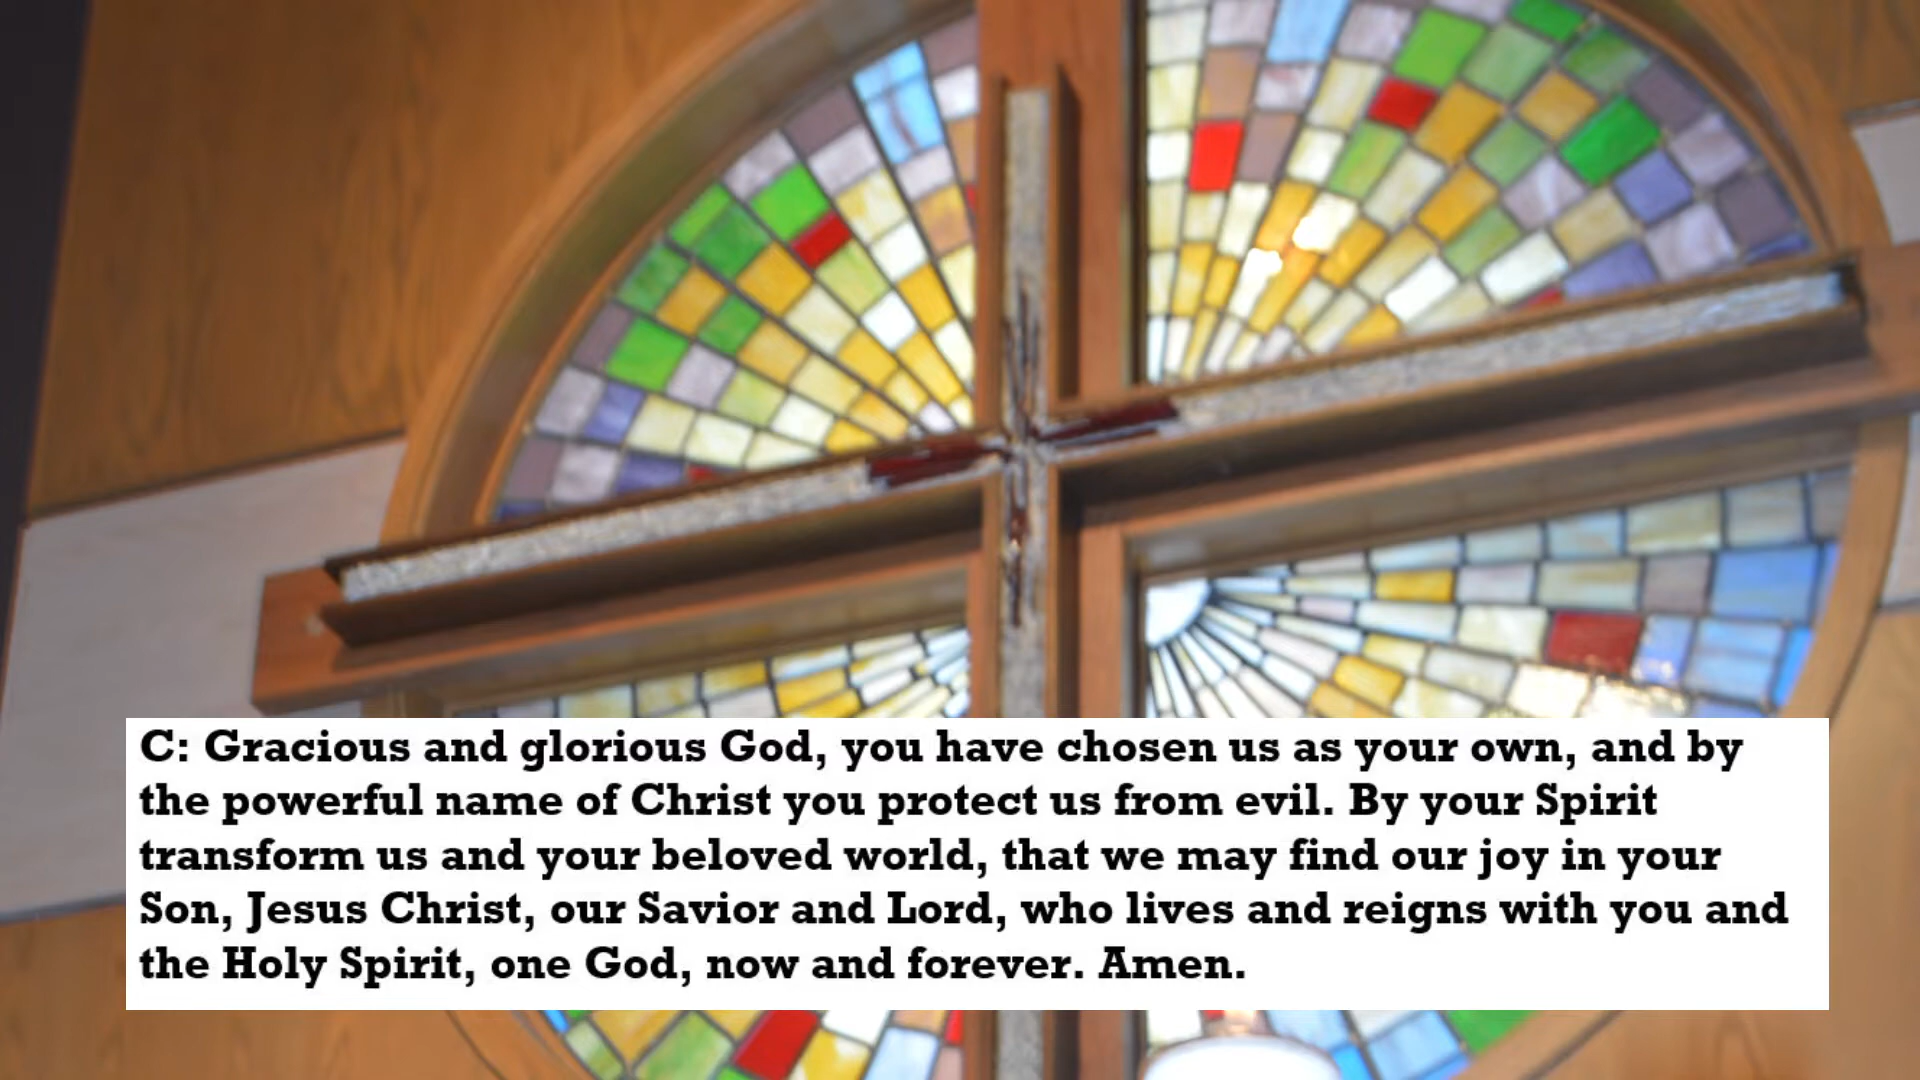 C: Gracious and glorious God, you have chosen us as your own, and by
the powerful name of Christ you protect us from evil. By your Spirit
transform us and your beloved world, that we may find our joy in your
Son, Jesus Christ, our Savior and Lord, who lives and reigns with you and
the Holy Spirit, one God, now and forever. Amen.